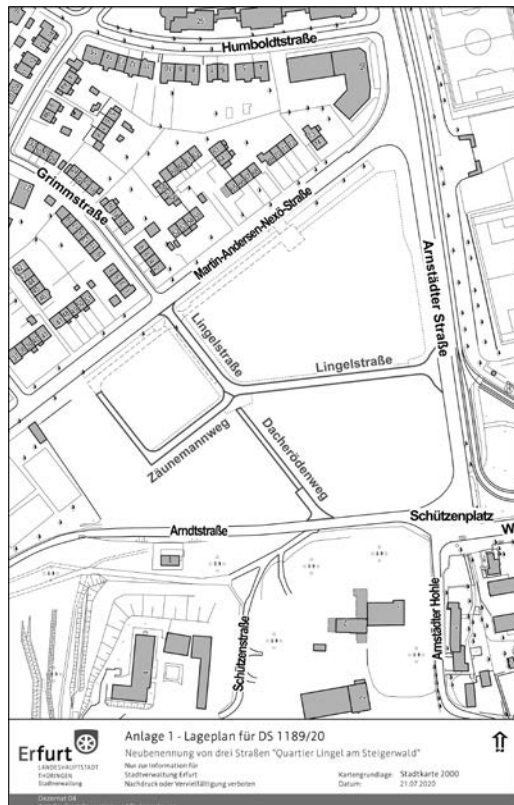 Humboldtstraße
Grimmstraße
Martin-Andersen-Nexö-Straße
Arnstädter Straße
Lingelstraße
Lingelstraße
Zäunemannweg
Dacherödenweg
Schützenplatz
Arndtstraße
W
Schützenstraße
Arnstädter Hohle
Anlage 1 - Lageplan für DS 1189/20
Neubenennung von drei Straßen "Quartier Lingel am Steigerwald"
Erfurt
LANDESHAUPTSTADT
THÜRINGEN
Stadtverwaltung
Nur zur Information für
Stadtverwaltung Erfurt
Nachdruck oder Vervielfältigung verboten
Kartengrundlage: Stadtkarte 2000
Datum: 21.07.2020
Dezernat 04